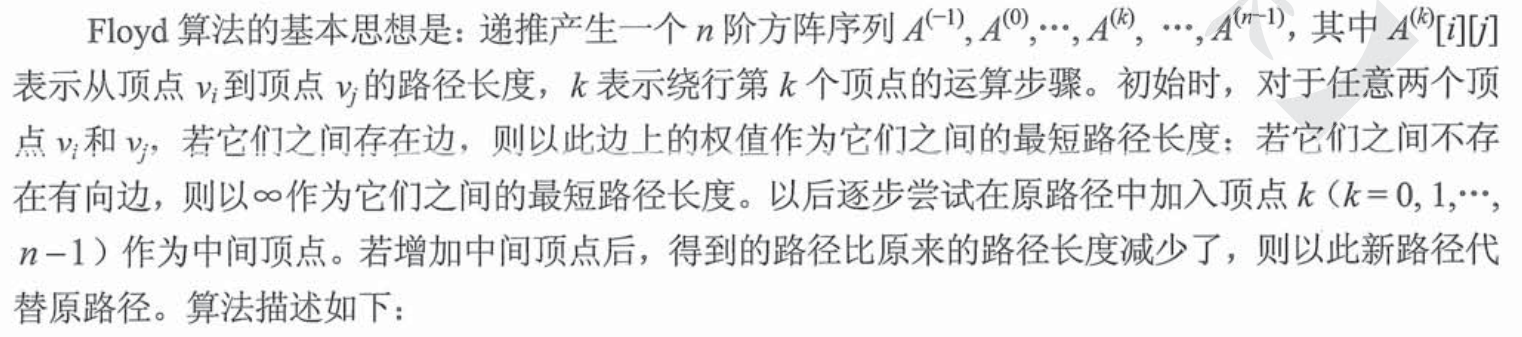 Floyd 算法的基本思想是：递推产生一个 n 阶方阵序列 A⁽⁻¹⁾, A⁽⁰⁾,⋯, A⁽ᵏ⁾, ⋯, A⁽ⁿ⁻¹⁾，其中 A⁽ᵏ⁾[i][j]
表示从顶点 vᵢ到顶点 vⱼ的路径长度，k 表示绕行第 k 个顶点的运算步骤。初始时，对于任意两个顶
点 vᵢ和 vⱼ，若它们之间存在边，则以此边上的权值作为它们之间的最短路径长度；若它们之间不存
在有向边，则以∞作为它们之间的最短路径长度。以后逐步尝试在原路径中加入顶点 k（k = 0, 1,⋯,
n −1）作为中间顶点。若增加中间顶点后，得到的路径比原来的路径长度减少了，则以此新路径代
替原路径。算法描述如下：